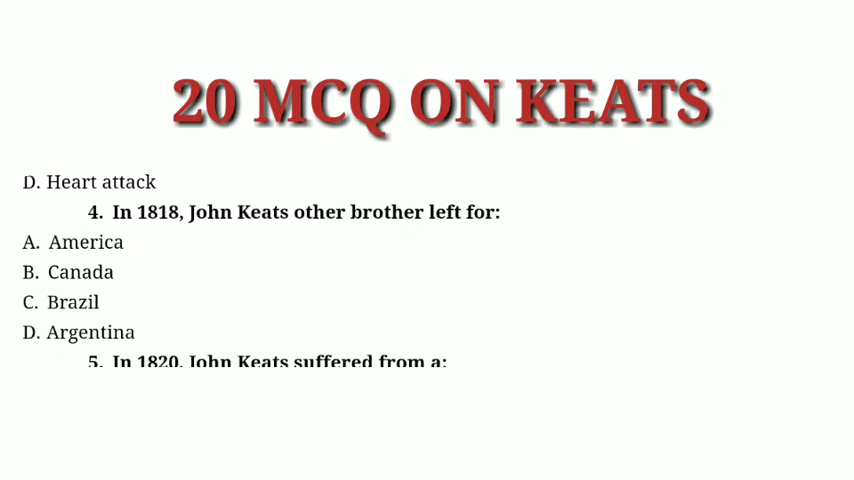 20 MCQ ON KEATS
D. Heart attack
4. In 1818, John Keats other brother left for:
A. America
B. Canada
C. Brazil
D. Argentina
5. In 1820, John Keats suffered from a: